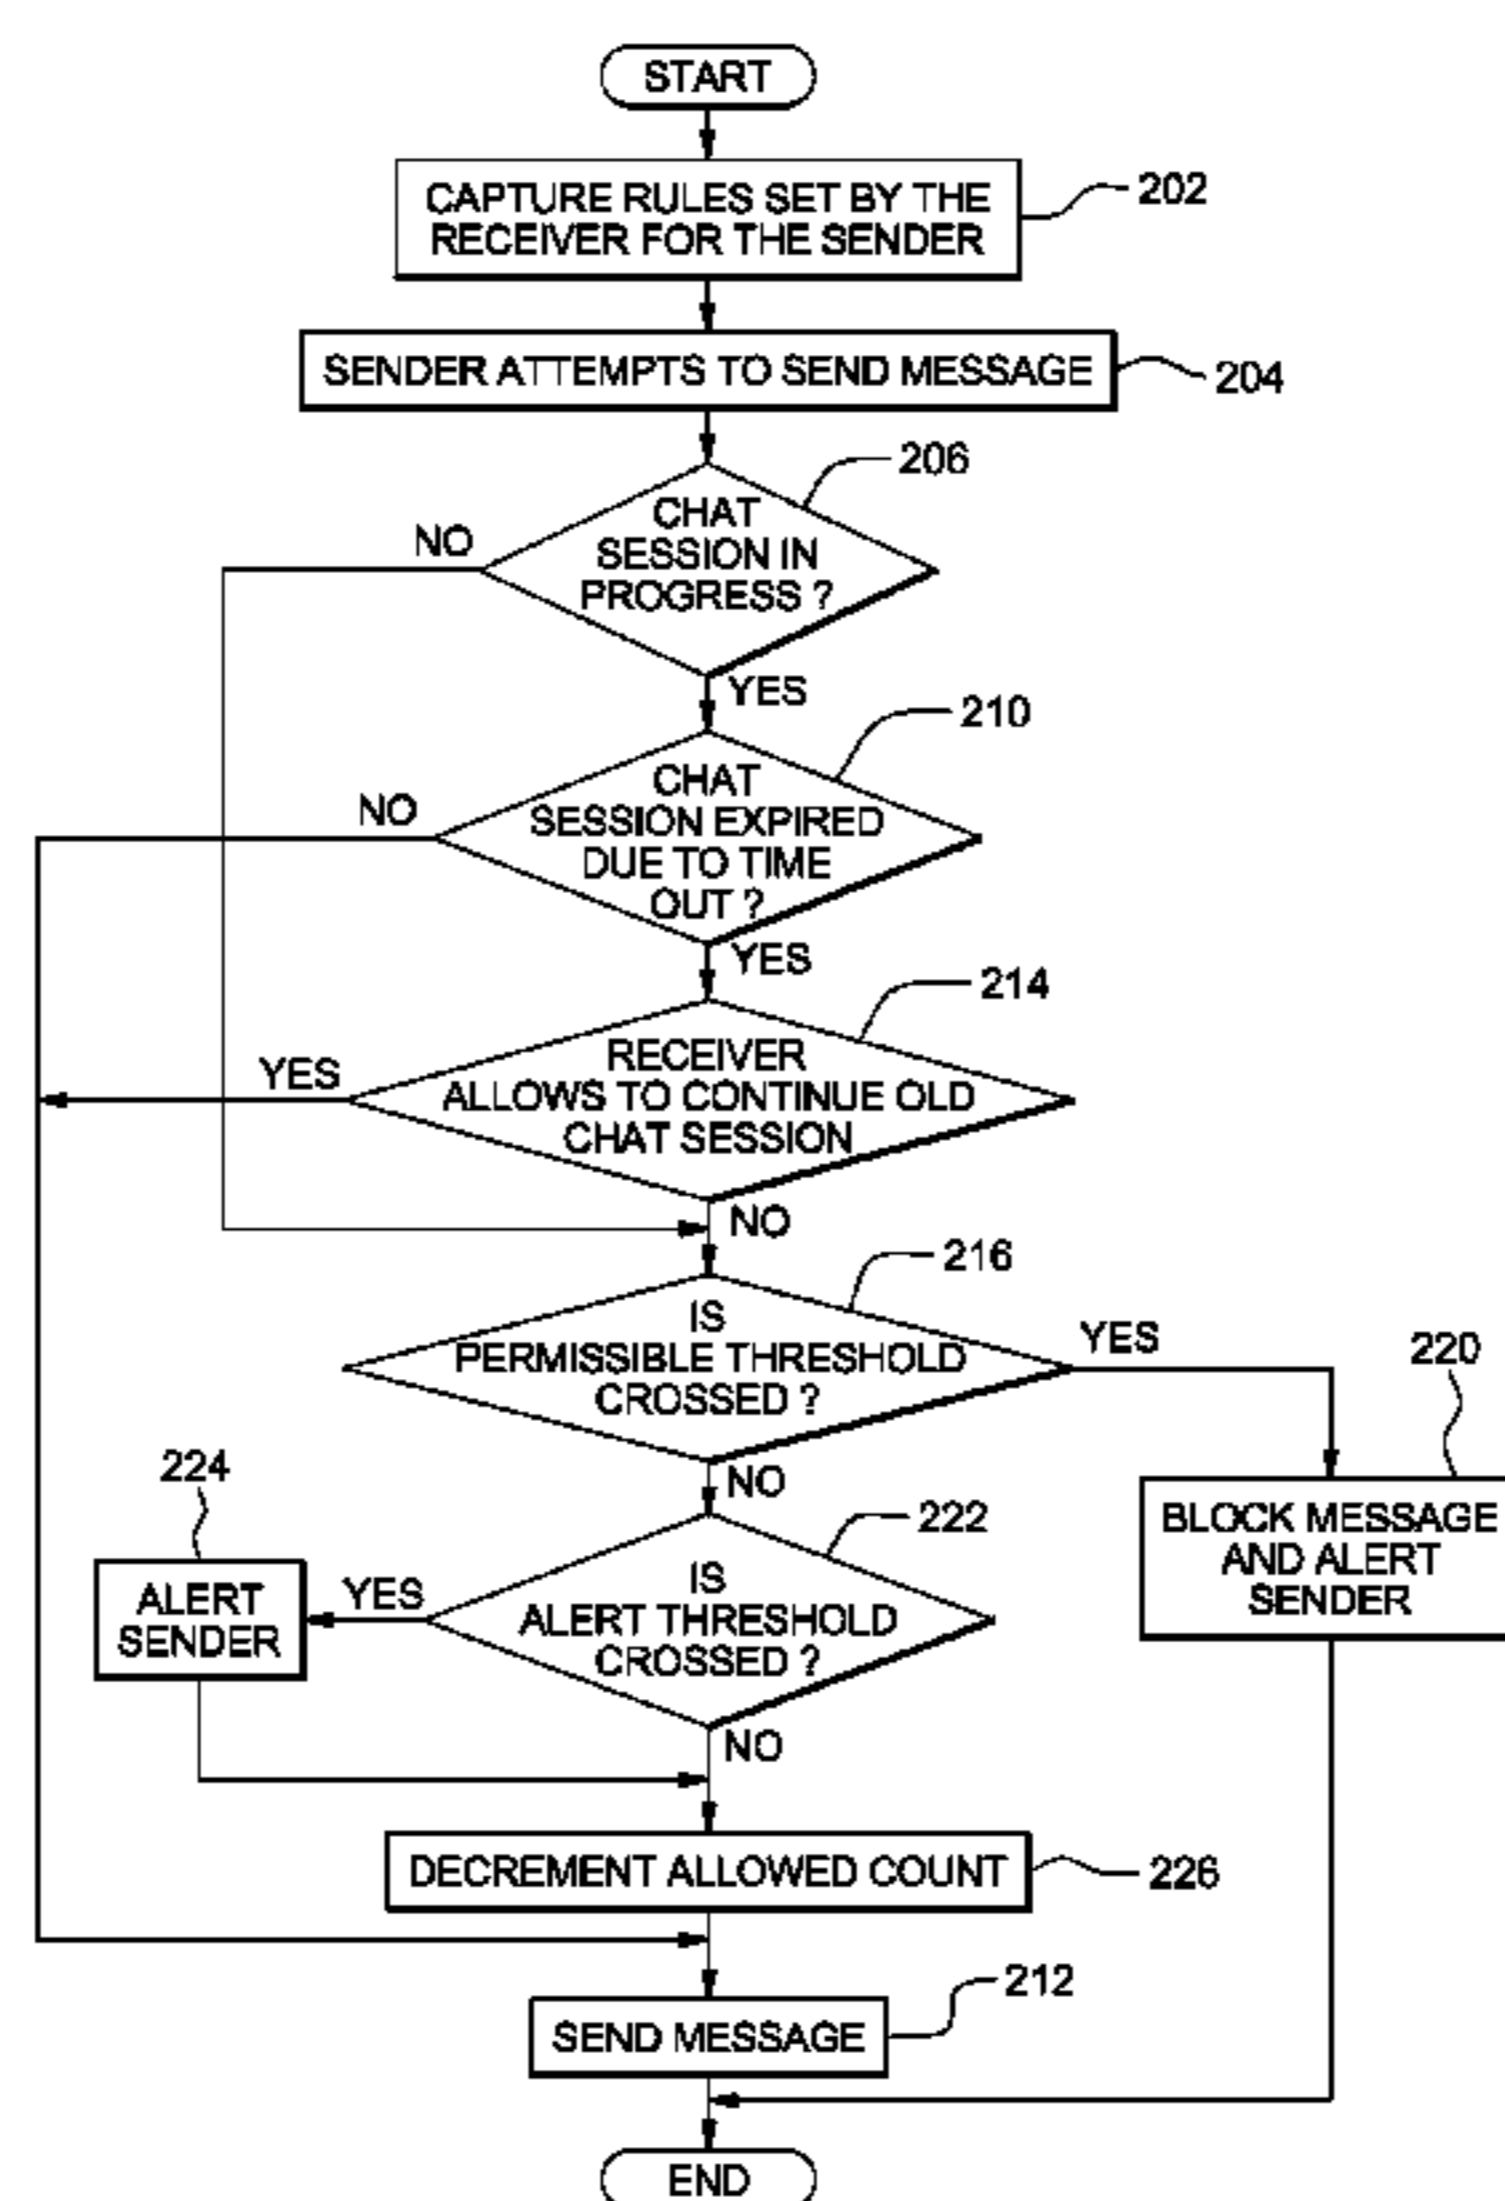 START
CAPTURE RULES SET BY THE
RECEIVER FOR THE SENDER
202
SENDER ATTEMPTS TO SEND MESSAGE
204
206
CHAT
SESSION IN
PROGRESS ?
NO
YES
210
CHAT
SESSION EXPIRED
DUE TO TIME
OUT ?
NO
YES
214
RECEIVER
ALLOWS TO CONTINUE OLD
CHAT SESSION
YES
NO
216
IS
PERMISSIBLE THRESHOLD
CROSSED ?
YES
220
BLOCK MESSAGE
AND ALERT
SENDER
NO
222
IS
ALERT THRESHOLD
CROSSED ?
YES
224
ALERT
SENDER
NO
DECREMENT ALLOWED COUNT
226
212
SEND MESSAGE
END